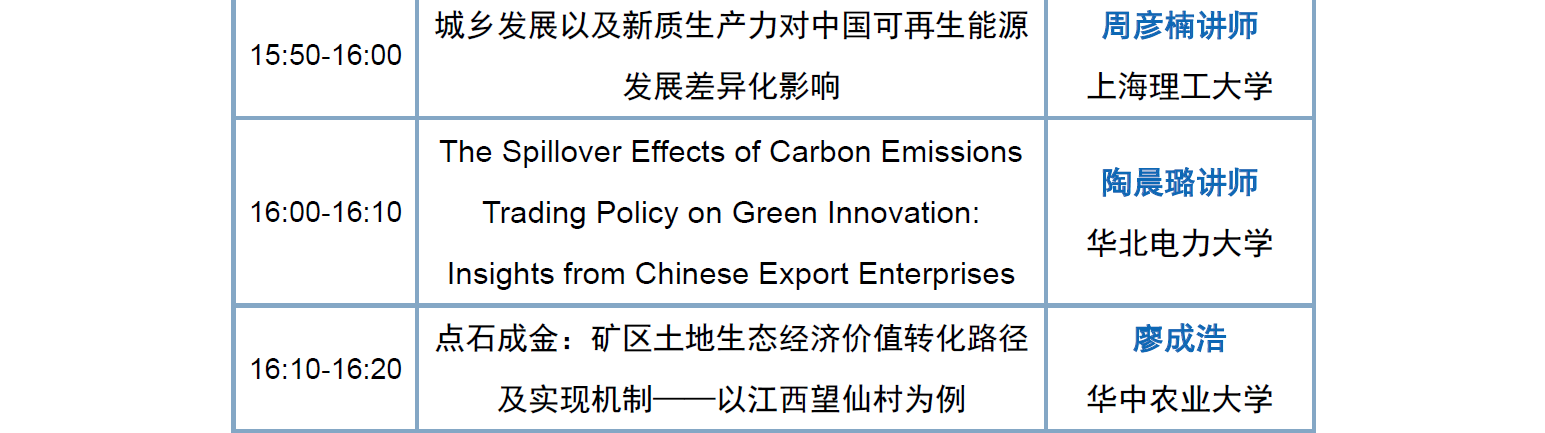 15:50-16:00
城乡发展以及新质生产力对中国可再生能源
发展差异化影响
周彦楠讲师
上海理工大学
16:00-16:10
The Spillover Effects of Carbon Emissions
Trading Policy on Green Innovation:
Insights from Chinese Export Enterprises
陶晨璐讲师
华北电力大学
16:10-16:20
点石成金：矿区土地生态经济价值转化路径
及实现机制——以江西望仙村为例
廖成浩
华中农业大学